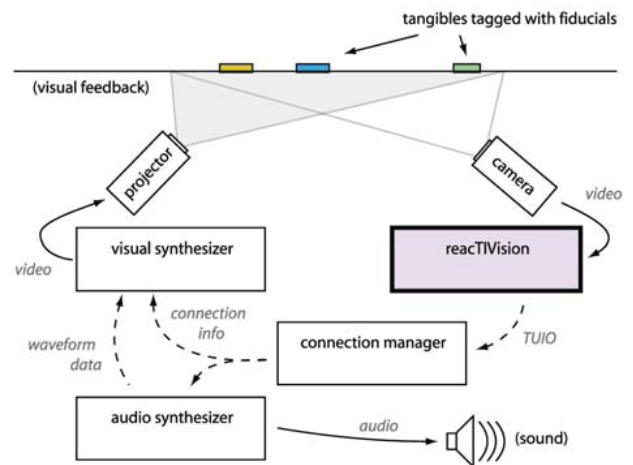 tangibles tagged with fiducials
(visual feedback)
projector
camera
video
visual synthesizer
reacTIVision
video
connection
info
waveform
data
connection manager
TUIO
audio synthesizer
audio
(sound)